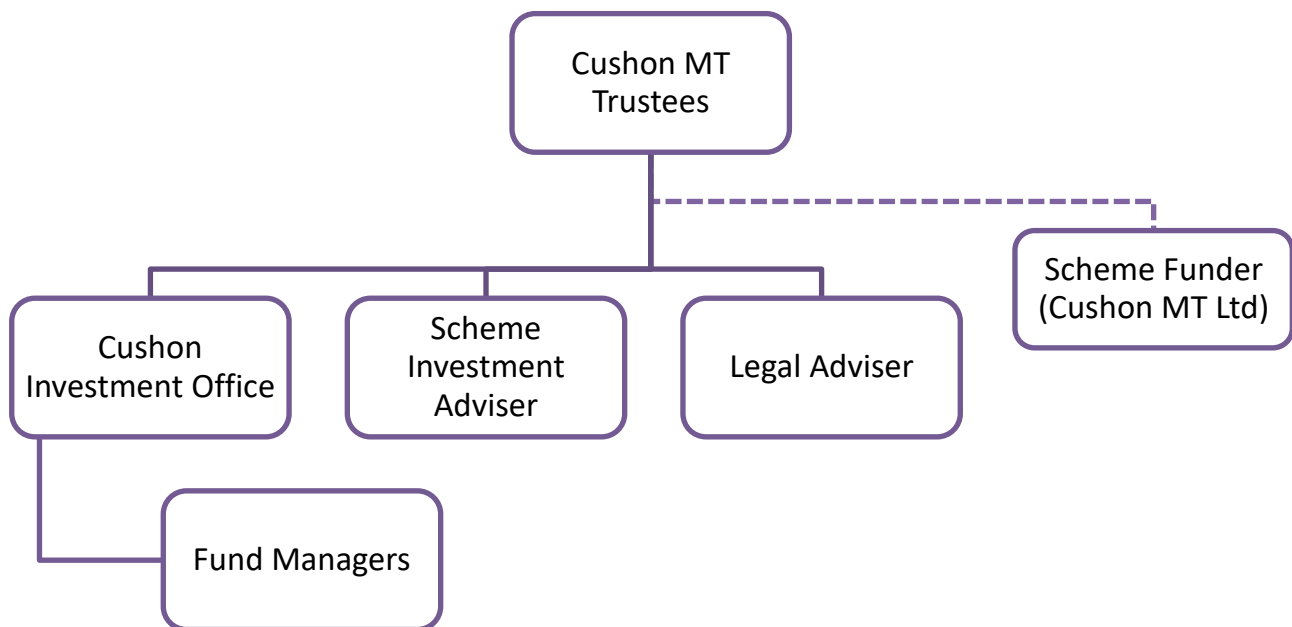 Cushon MT
Trustees
Scheme Funder
(Cushon MT Ltd)
Cushon
Investment Office
Scheme
Investment
Adviser
Legal Adviser
Fund Managers